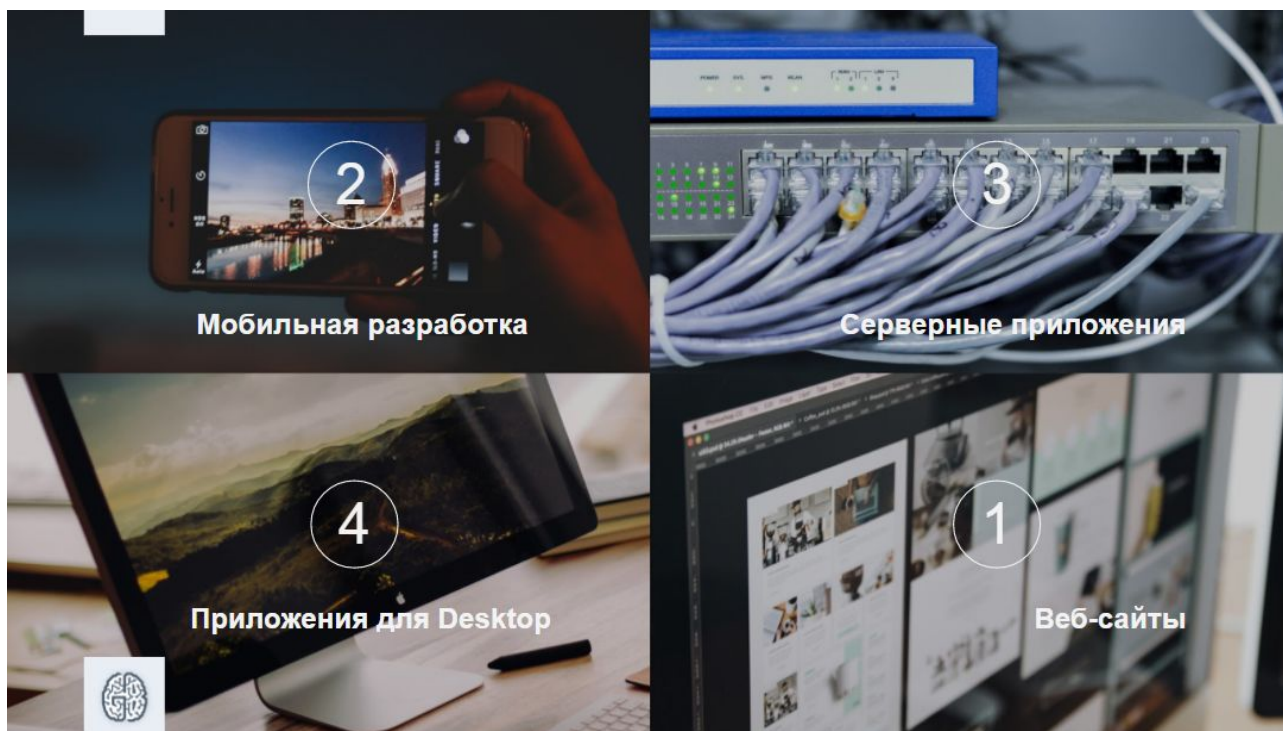 2
Мобильная разработка
3
Серверные приложения
4
Приложения для Desktop
1
Веб-сайты